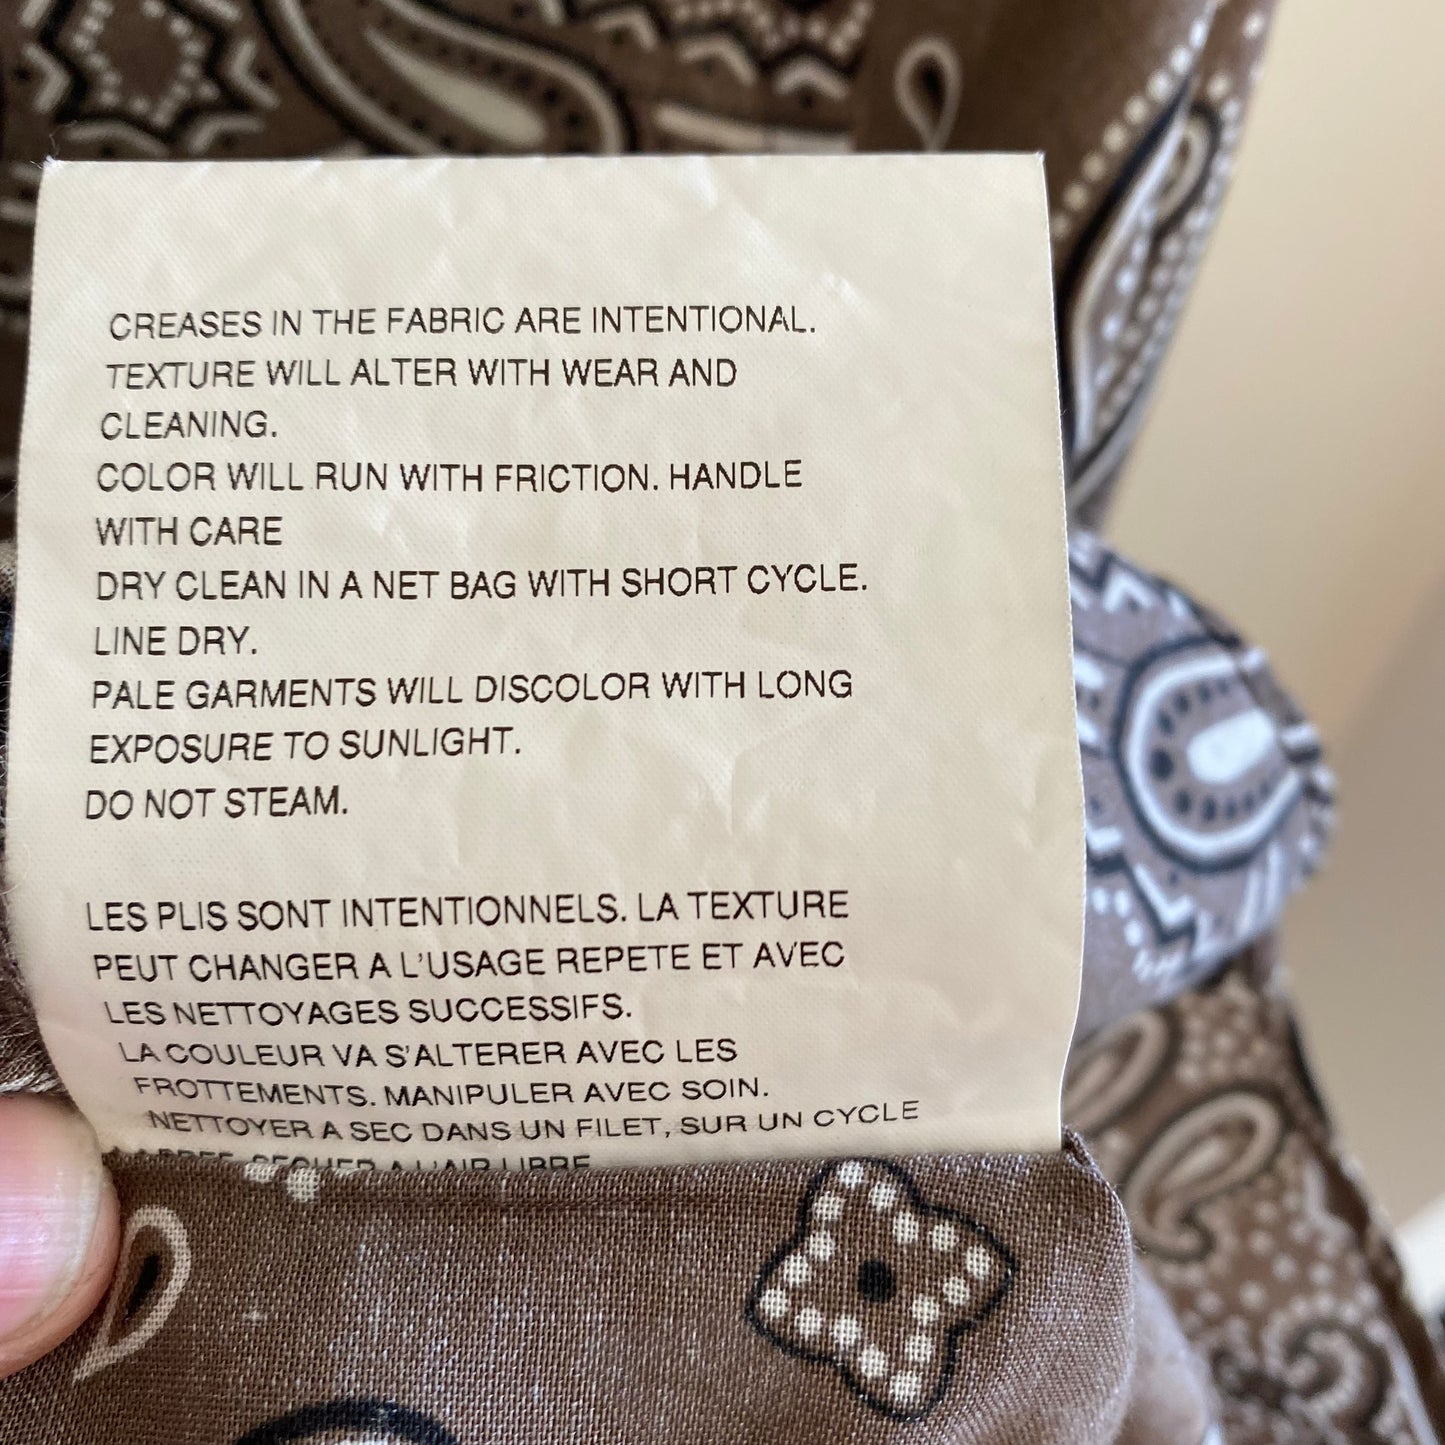 CREASES IN THE FABRIC ARE INTENTIONAL.
TEXTURE WILL ALTER WITH WEAR AND
CLEANING.
COLOR WILL RUN WITH FRICTION. HANDLE
WITH CARE
DRY CLEAN IN A NET BAG WITH SHORT CYCLE.
LINE DRY.
PALE GARMENTS WILL DISCOLOR WITH LONG
EXPOSURE TO SUNLIGHT.
DO NOT STEAM.
LES PLIS SONT INTENTIONNELS. LA TEXTURE
PEUT CHANGER A L'USAGE REPETE ET AVEC
LES NETTOYAGES SUCCESSIFS.
LA COULEUR VA S'ALTERER AVEC LES
FROTTEMENTS. MANIPULER AVEC SOIN.
NETTOYER A SEC DANS UN FILET, SUR UN CYCLE
SECHER A L'AIR LIBRE